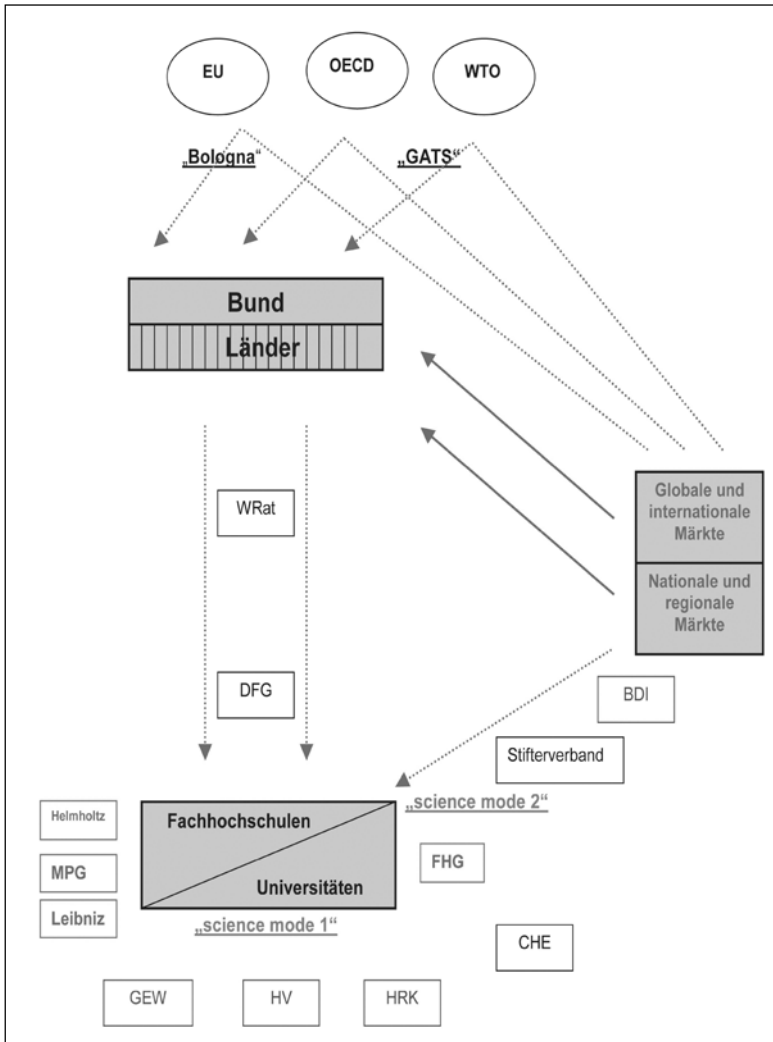 EU
OECD
WTO
„Bologna“
„GATS“
Bund
Länder
WRat
Globale und
internationale
Märkte
Nationale und
regionale
Märkte
DFG
BDI
Stifterverband
„science mode 2“
Helmholtz
Fachhochschulen
MPG
FHG
Universitäten
Leibniz
„science mode 1“
CHE
GEW
HV
HRK